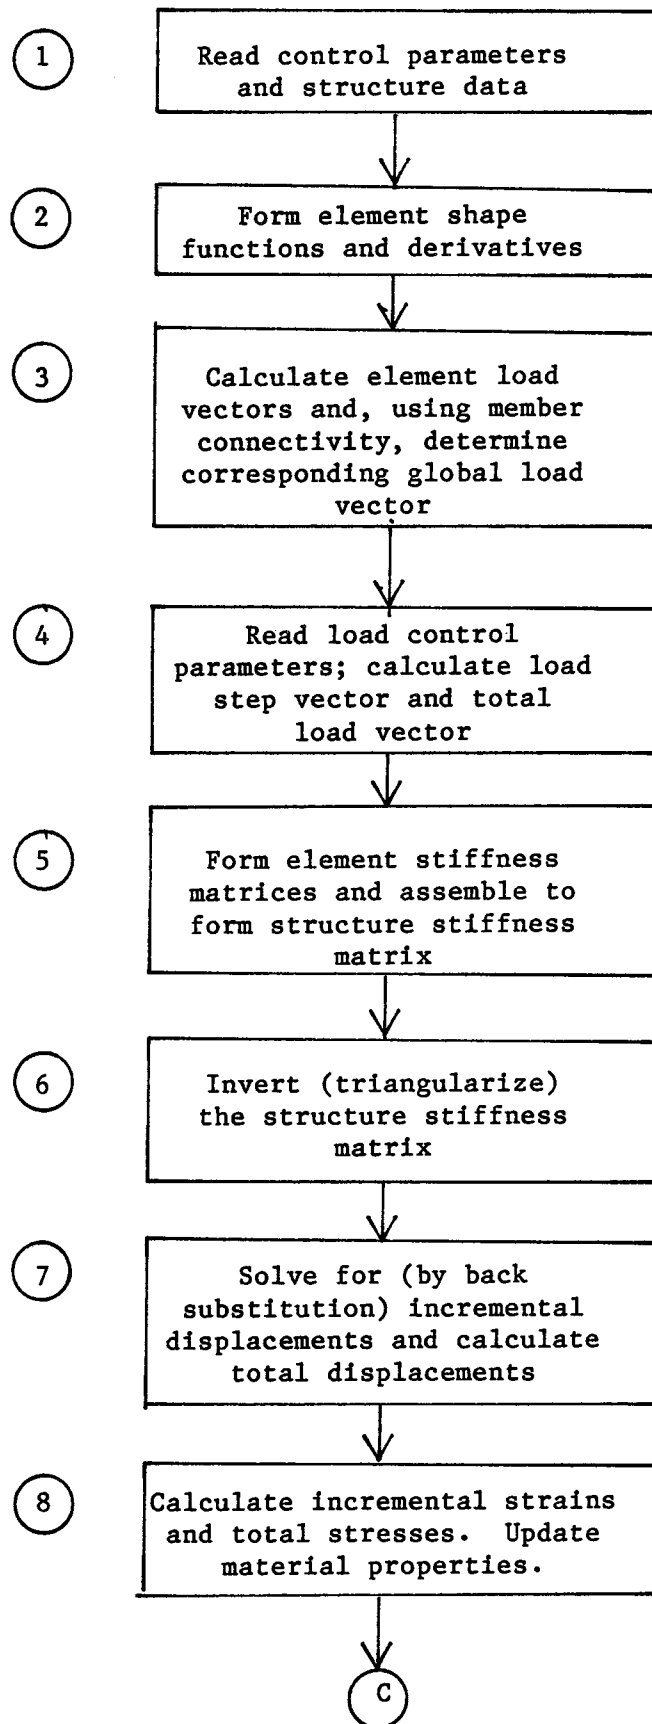 1
Read control parameters
and structure data
2
Form element shape
functions and derivatives
3
Calculate element load
vectors and, using member
connectivity, determine
corresponding global load
vector
4
Read load control
parameters; calculate load
step vector and total
load vector
5
Form element stiffness
matrices and assemble to
form structure stiffness
matrix
6
Invert (triangularize)
the structure stiffness
matrix
7
Solve for (by back
substitution) incremental
displacements and calculate
total displacements
8
Calculate incremental strains
and total stresses. Update
material properties.
C